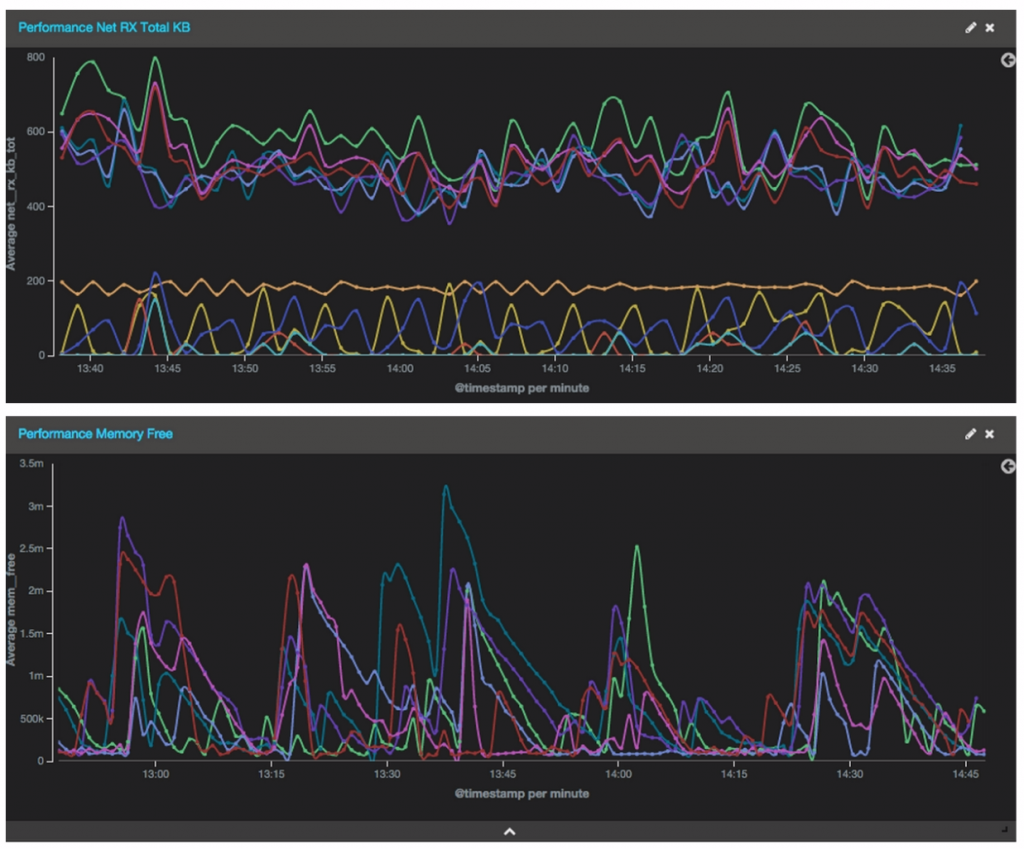 Performance Net RX Total KB
800
600
400
200
0
Average net_rx_kb_tot
13:40 13:45 13:50 13:55 14:00 14:05 14:10 14:15 14:20 14:25 14:30 14:35
@timestamp per minute
Performance Memory Free
3.5m
3m
2.5m
2m
1.5m
1m
500k
0
Average mem_free
13:00 13:15 13:30 13:45 14:00 14:15 14:30 14:45
@timestamp per minute